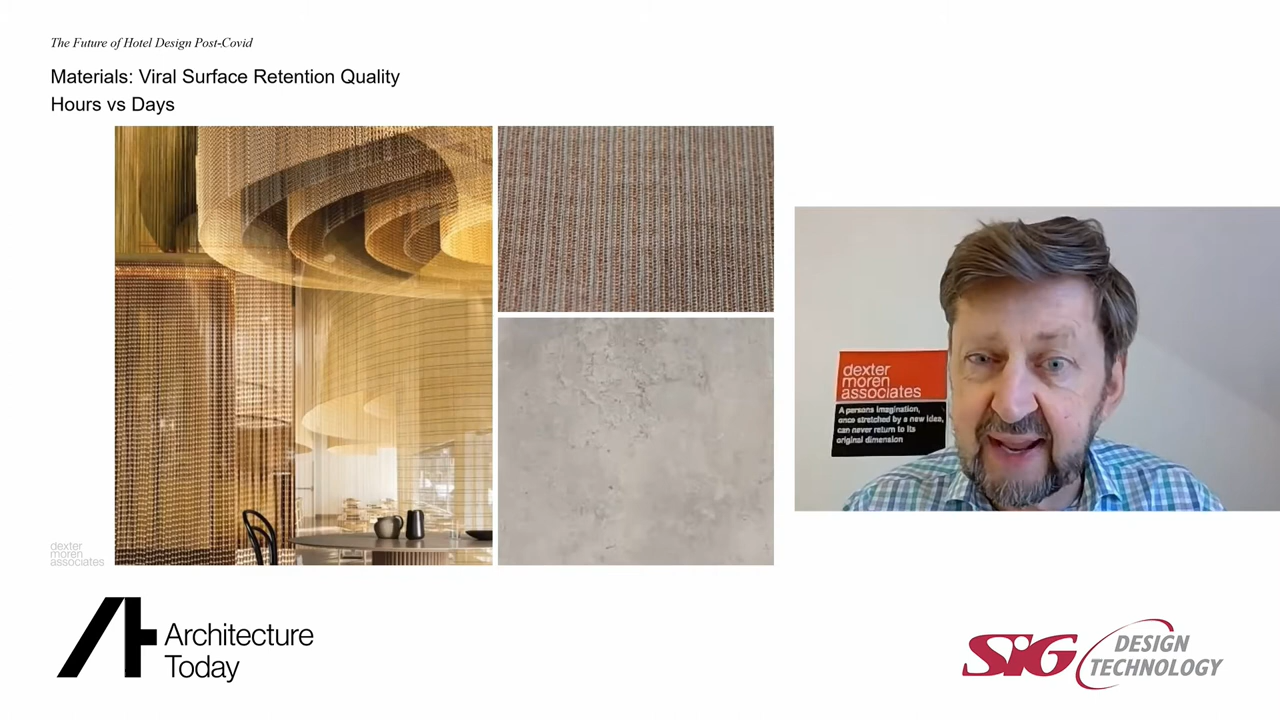 The Future of Hotel Design Post-Covid
Materials: Viral Surface Retention Quality
Hours vs Days
dexter
moren
associates
A persons imagination,
once stretched by a new idea,
can never return to its
original dimension
dexter
moren
associates
Architecture
Today
SIG
DESIGN
TECHNOLOGY